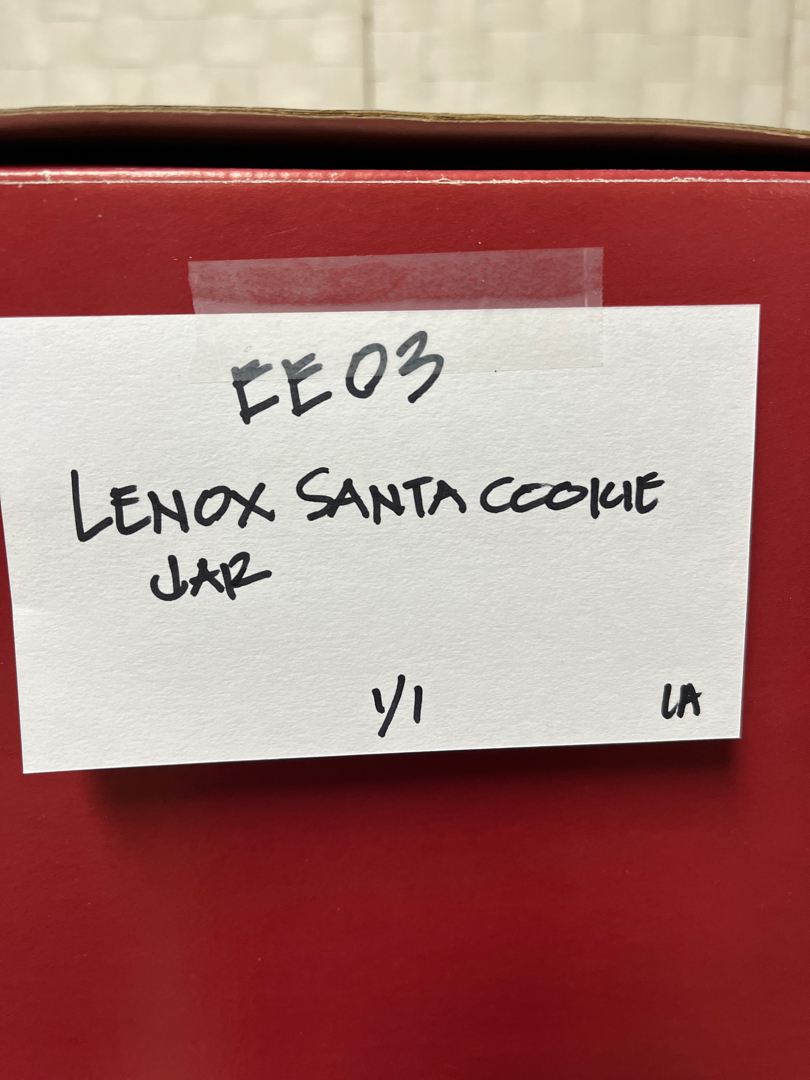 EE03
LENOX SANTA COOKIE
JAR
1/1
LA